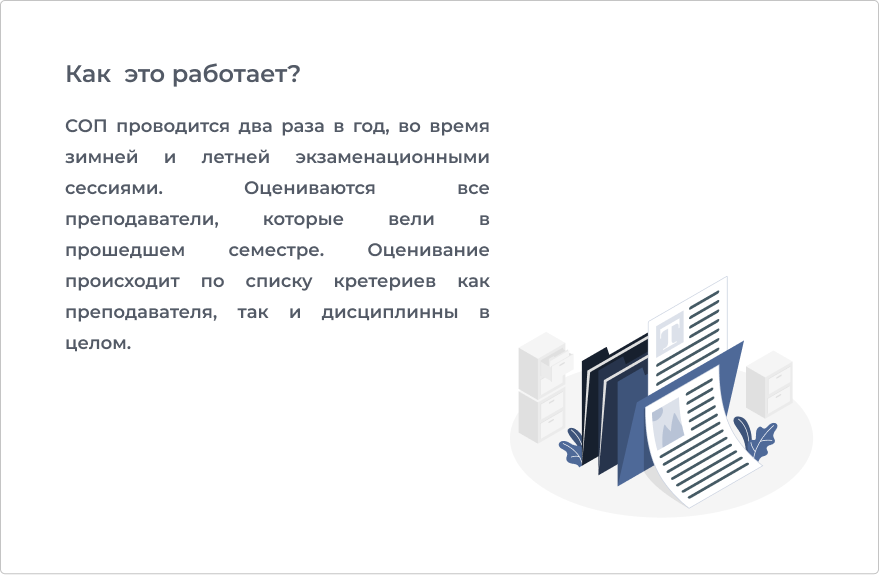 Как это работает?
СОП проводится два раза в год, во время
зимней и летней экзаменационными
сессиями. Оцениваются все
преподаватели, которые вели в
прошедшем семестре. Оценивание
происходит по списку кретериев как
преподавателя, так и дисциплинны в
целом.
T